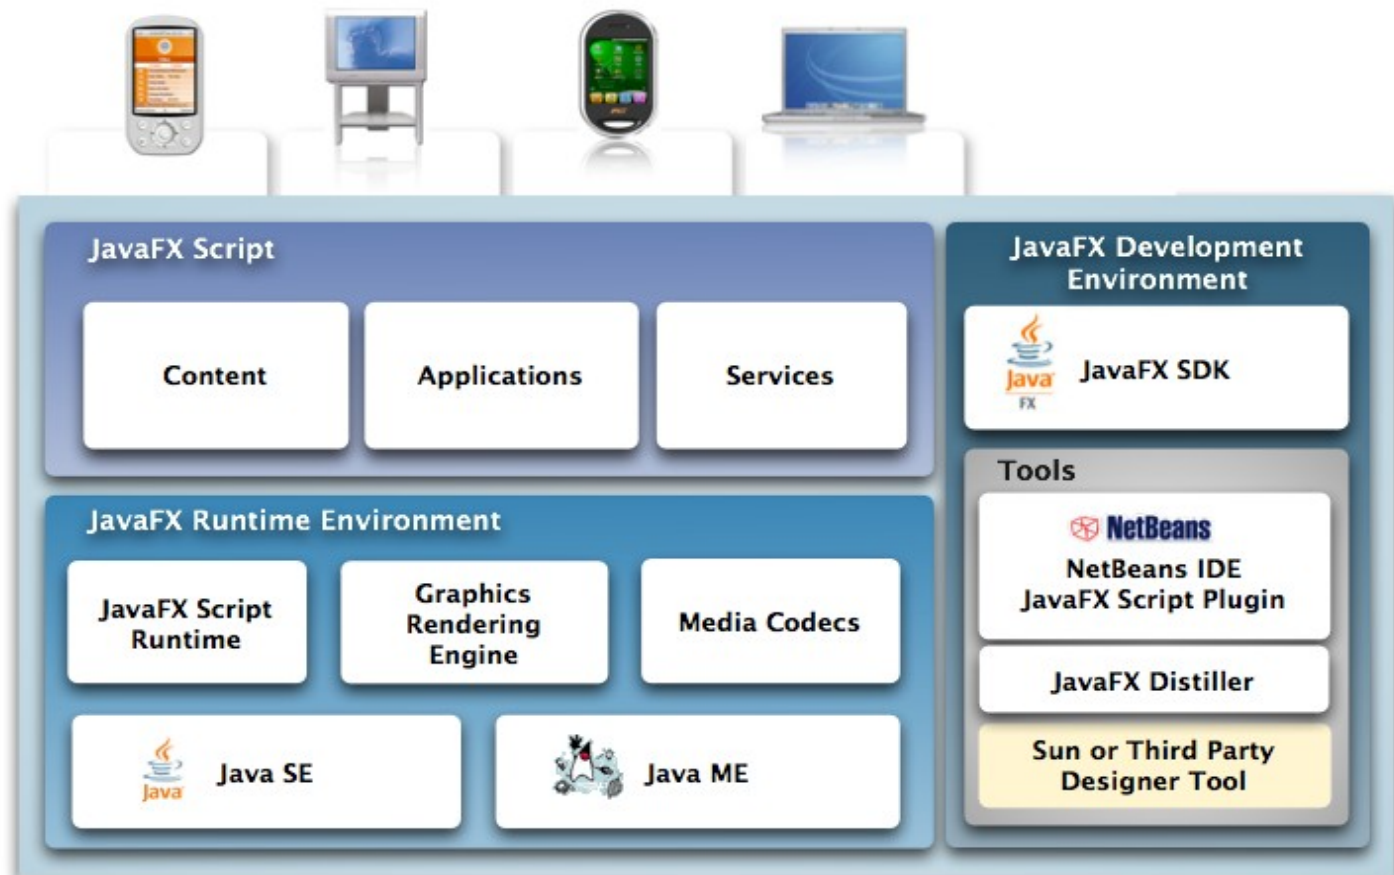 JavaFX Script
Content
Applications
Services
JavaFX Runtime Environment
JavaFX Script
Runtime
Graphics
Rendering
Engine
Media Codecs
Java
Java SE
Java ME
JavaFX Development
Environment
Java
FX
JavaFX SDK
Tools
NetBeans
NetBeans IDE
JavaFX Script Plugin
JavaFX Distiller
Sun or Third Party
Designer Tool